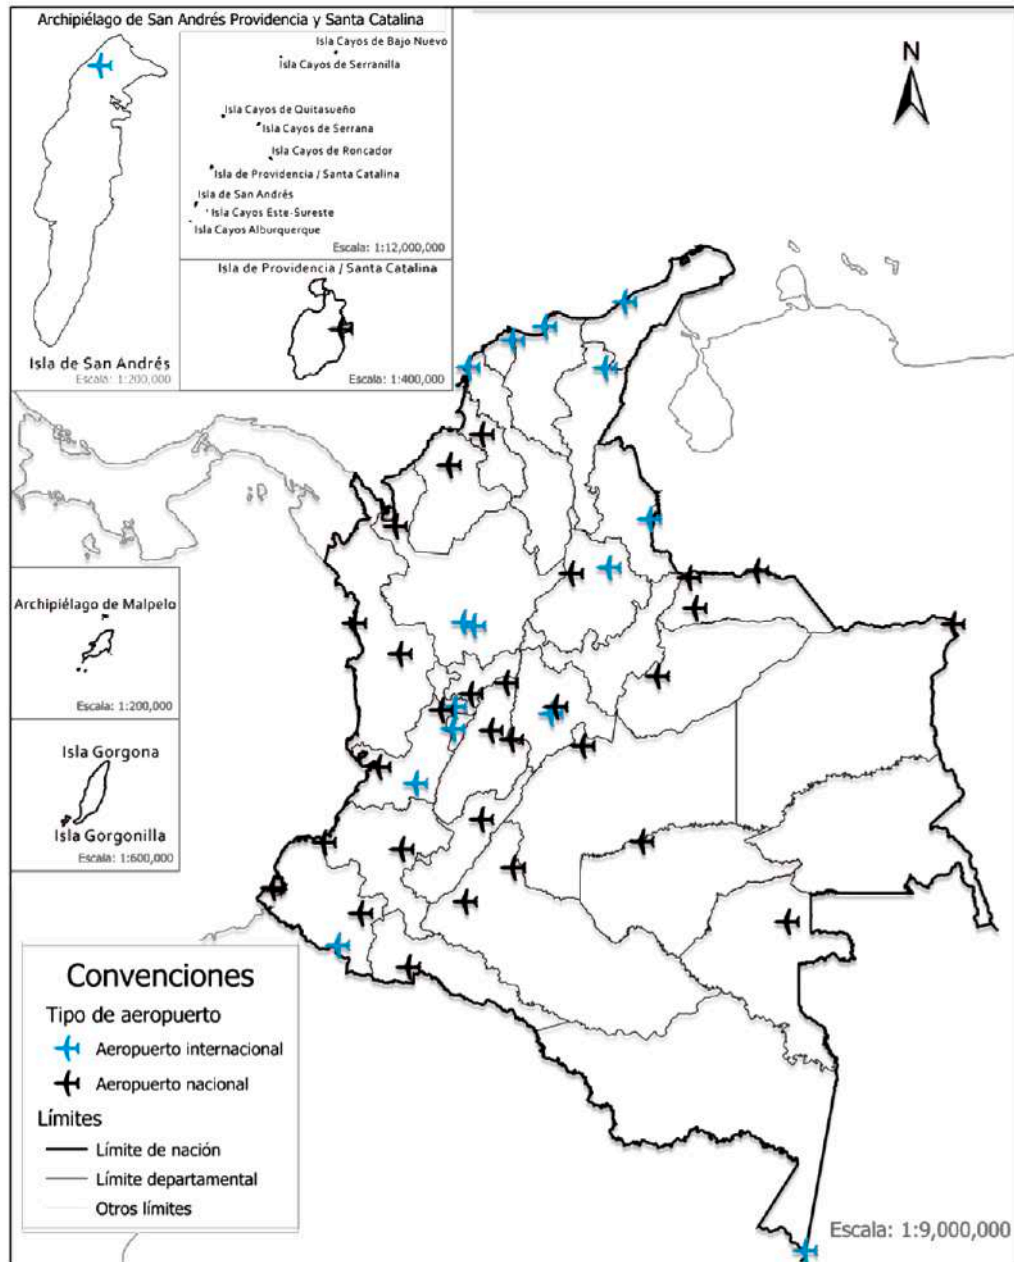 Archipiélago de San Andrés Providencia y Santa Catalina
Isla Cayos de Bajo Nuevo
Isla Cayos de Serranilla
Isla Cayos de Quitasueño
Isla Cayos de Serrana
Isla Cayos de Roncador
Isla de Providencia / Santa Catalina
Isla de San Andrés
Isla Cayos Este-Sureste
Isla Cayos Alburquerque
Escala: 1:12,000,000
Isla de San Andrés
Escala: 1:200,000
Isla de Providencia / Santa Catalina
Escala: 1:400,000
N
Archipiélago de Malpelo
Escala: 1:200,000
Isla Gorgona
Isla Gorgonilla
Escala: 1:600,000
Convenciones
Tipo de aeropuerto
Aeropuerto internacional
Aeropuerto nacional
Límites
Límite de nación
Límite departamental
Otros límites
Escala: 1:9,000,000